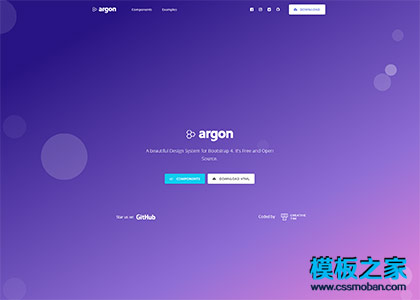 argon
Components
Examples
DOWNLOAD
argon
A beautiful Design System for Bootstrap 4. It's Free and Open
Source.
COMPONENTS
DOWNLOAD HTML
Star us on GitHub
Coded by CREATIVE TIM
模板之家
www.cssmoban.com